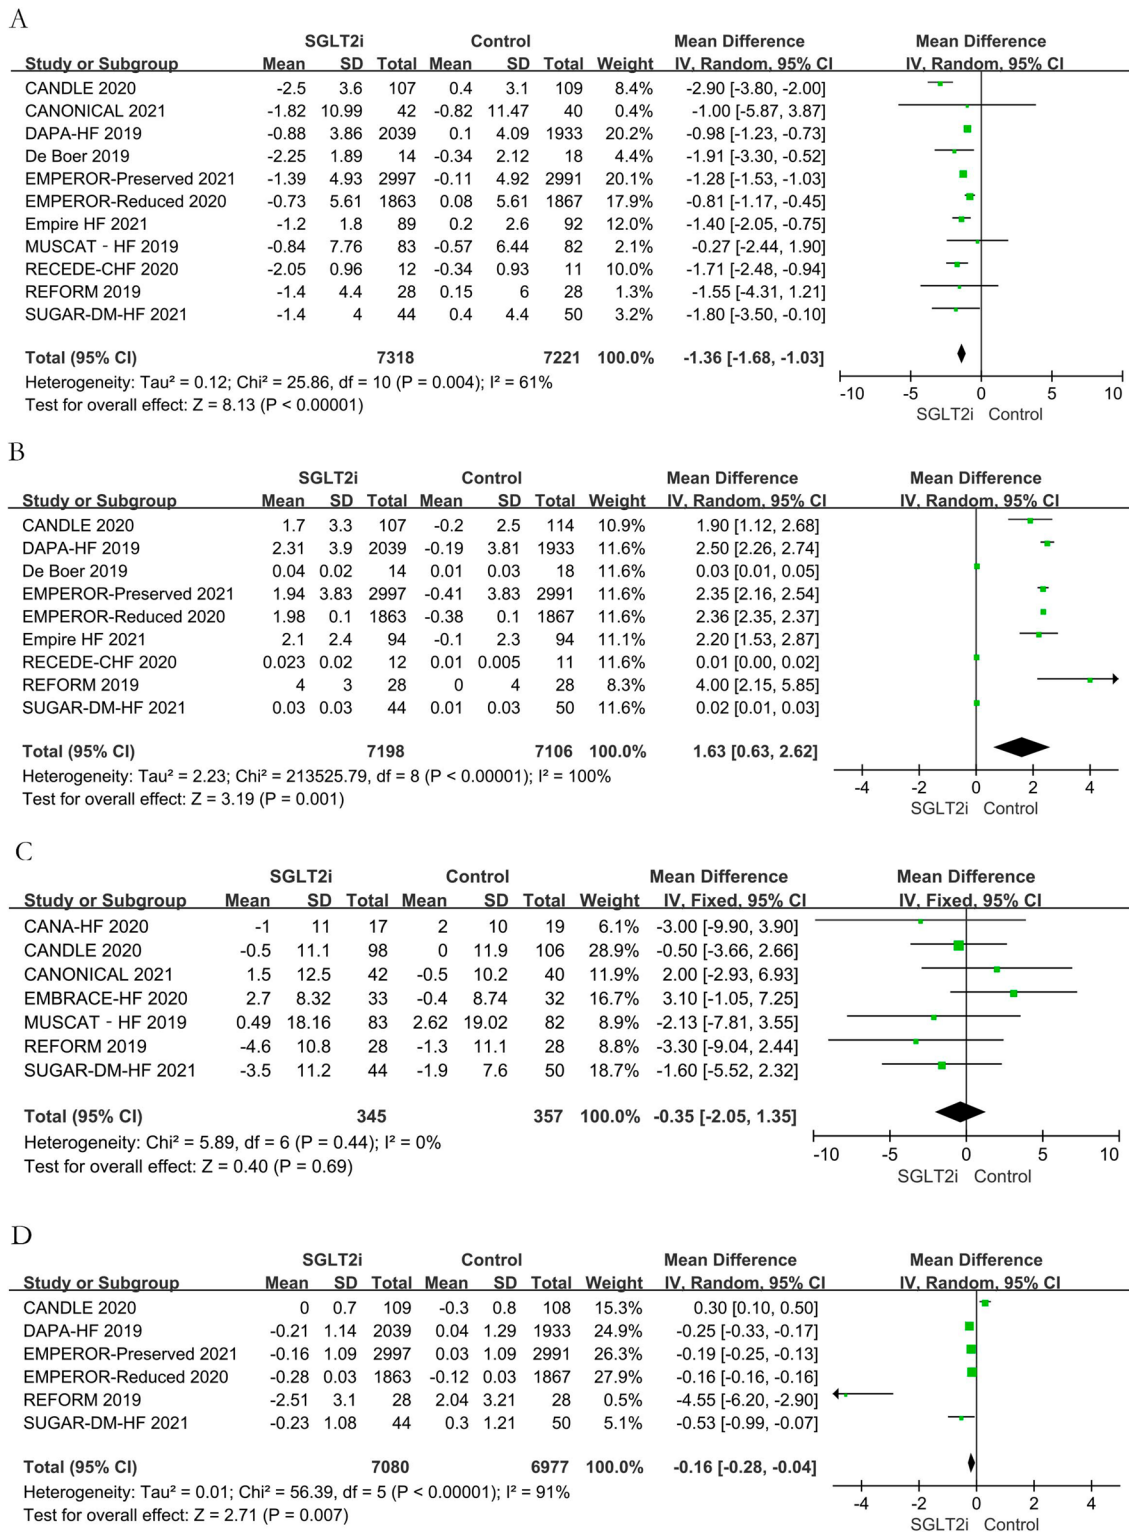 A
SGLT2i Control Mean Difference Mean Difference
Study or Subgroup Mean SD Total Mean SD Total Weight IV, Random, 95% CI IV, Random, 95% CI
CANDLE 2020 -2.5 3.6 107 0.4 3.1 109 8.4% -2.90 [-3.80, -2.00]
CANONICAL 2021 -1.82 10.99 42 -0.82 11.47 40 1.6% -1.00 [-5.87, 3.87]
DAPA-HF 2019 -0.88 3.86 2039 0.1 4.09 1933 20.2% -0.98 [-1.23, -0.73]
De Boer 2019 -2.25 1.89 14 -0.34 2.12 18 4.4% -1.91 [-3.30, -0.52]
EMPEROR-Preserved 2021 -1.39 4.93 2997 -0.11 4.92 2991 20.1% -1.28 [-1.53, -1.03]
EMPEROR-Reduced 2020 -0.73 5.61 1863 0.08 5.61 1867 17.9% -0.81 [-1.17, -0.45]
Empire HF 2021 -1.2 1.8 89 0.2 2.6 92 12.0% -1.40 [-2.05, -0.75]
MUSCAT‐HF 2019 -0.84 7.76 83 -0.57 6.44 82 2.1% -0.27 [-2.44, 1.90]
RECEDE-CHF 2020 -2.05 0.96 12 -0.34 0.93 11 10.0% -1.71 [-2.48, -0.94]
REFORM 2019 -1.4 4.4 28 0.15 6 28 1.3% -1.55 [-4.31, 1.21]
SUGAR-DM-HF 2021 -1.4 4 44 0.4 4.4 50 3.2% -1.80 [-3.50, -0.10]
Total (95% CI) 7318 7221 100.0% -1.36 [-1.68, -1.03]
Heterogeneity: Tau² = 0.12; Chi² = 25.86, df = 10 (P = 0.004); I² = 61%
-10 -5 0 5 10
Test for overall effect: Z = 8.13 (P < 0.00001)
SGLT2i Control
B
SGLT2i Control Mean Difference Mean Difference
Study or Subgroup Mean SD Total Mean SD Total Weight IV, Random, 95% CI IV, Random, 95% CI
CANDLE 2020 1.7 3.3 107 -0.2 2.5 114 10.9% 1.90 [1.12, 2.68]
DAPA-HF 2019 2.31 3.9 2039 -0.19 3.81 1933 11.6% 2.50 [2.26, 2.74]
De Boer 2019 0.04 0.02 14 0.01 0.03 18 11.6% 0.03 [0.01, 0.05]
EMPEROR-Preserved 2021 1.94 3.83 2997 -0.41 3.83 2991 11.6% 2.35 [2.16, 2.54]
EMPEROR-Reduced 2020 1.98 0.1 1863 -0.38 0.1 1867 11.6% 2.36 [2.35, 2.37]
Empire HF 2021 2.1 2.4 94 -0.1 2.3 94 11.1% 2.20 [1.53, 2.87]
RECEDE-CHF 2020 0.023 0.02 12 0.01 0.005 11 11.6% 0.01 [0.00, 0.02]
REFORM 2019 4 3 28 0 4 28 8.3% 4.00 [2.15, 5.85]
SUGAR-DM-HF 2021 0.03 0.03 44 0.01 0.03 50 11.6% 0.02 [0.01, 0.03]
Total (95% CI) 7198 7106 100.0% 1.63 [0.63, 2.62]
Heterogeneity: Tau² = 2.23; Chi² = 213525.79, df = 8 (P < 0.00001); I² = 100%
-4 -2 0 2 4
Test for overall effect: Z = 3.19 (P = 0.001)
SGLT2i Control
C
SGLT2i Control Mean Difference Mean Difference
Study or Subgroup Mean SD Total Mean SD Total Weight IV, Fixed, 95% CI IV, Fixed, 95% CI
CANA-HF 2020 -1 11 17 2 10 19 6.1% -3.00 [-9.90, 3.90]
CANDLE 2020 -0.5 11.1 98 0 11.9 106 28.9% -0.50 [-3.66, 2.66]
CANONICAL 2021 1.5 12.5 42 -0.5 10.2 40 11.9% 2.00 [-2.93, 6.93]
EMBRACE-HF 2020 2.7 8.32 33 -0.4 8.74 32 16.7% 3.10 [-1.05, 7.25]
MUSCAT‐HF 2019 0.49 18.16 83 2.62 19.02 82 8.9% -2.13 [-7.81, 3.55]
REFORM 2019 -4.6 10.8 28 -1.3 11.1 28 8.8% -3.30 [-9.04, 2.44]
SUGAR-DM-HF 2021 -3.5 11.2 44 -1.9 7.6 50 18.7% -1.60 [-5.52, 2.32]
Total (95% CI) 345 357 100.0% -0.35 [-2.05, 1.35]
Heterogeneity: Chi² = 5.89, df = 6 (P = 0.44); I² = 0%
-10 -5 0 5 10
Test for overall effect: Z = 0.40 (P = 0.69)
SGLT2i Control
D
SGLT2i Control Mean Difference Mean Difference
Study or Subgroup Mean SD Total Mean SD Total Weight IV, Random, 95% CI IV, Random, 95% CI
CANDLE 2020 0 0.7 109 -0.3 0.8 108 15.3% 0.30 [0.10, 0.50]
DAPA-HF 2019 -0.21 1.14 2039 0.04 1.29 1933 24.9% -0.25 [-0.33, -0.17]
EMPEROR-Preserved 2021 -0.16 1.09 2997 0.03 1.09 2991 26.3% -0.19 [-0.25, -0.13]
EMPEROR-Reduced 2020 -0.28 0.03 1863 -0.12 0.03 1867 27.9% -0.16 [-0.16, -0.16]
REFORM 2019 -2.51 3.1 28 2.04 3.21 28 0.5% -4.55 [-6.20, -2.90]
SUGAR-DM-HF 2021 -0.23 1.08 44 0.3 1.21 50 5.1% -0.53 [-0.99, -0.07]
Total (95% CI) 7080 6977 100.0% -0.16 [-0.28, -0.04]
Heterogeneity: Tau² = 0.01; Chi² = 56.39, df = 5 (P < 0.00001); I² = 91%
-4 -2 0 2 4
Test for overall effect: Z = 2.71 (P = 0.007)
SGLT2i Control